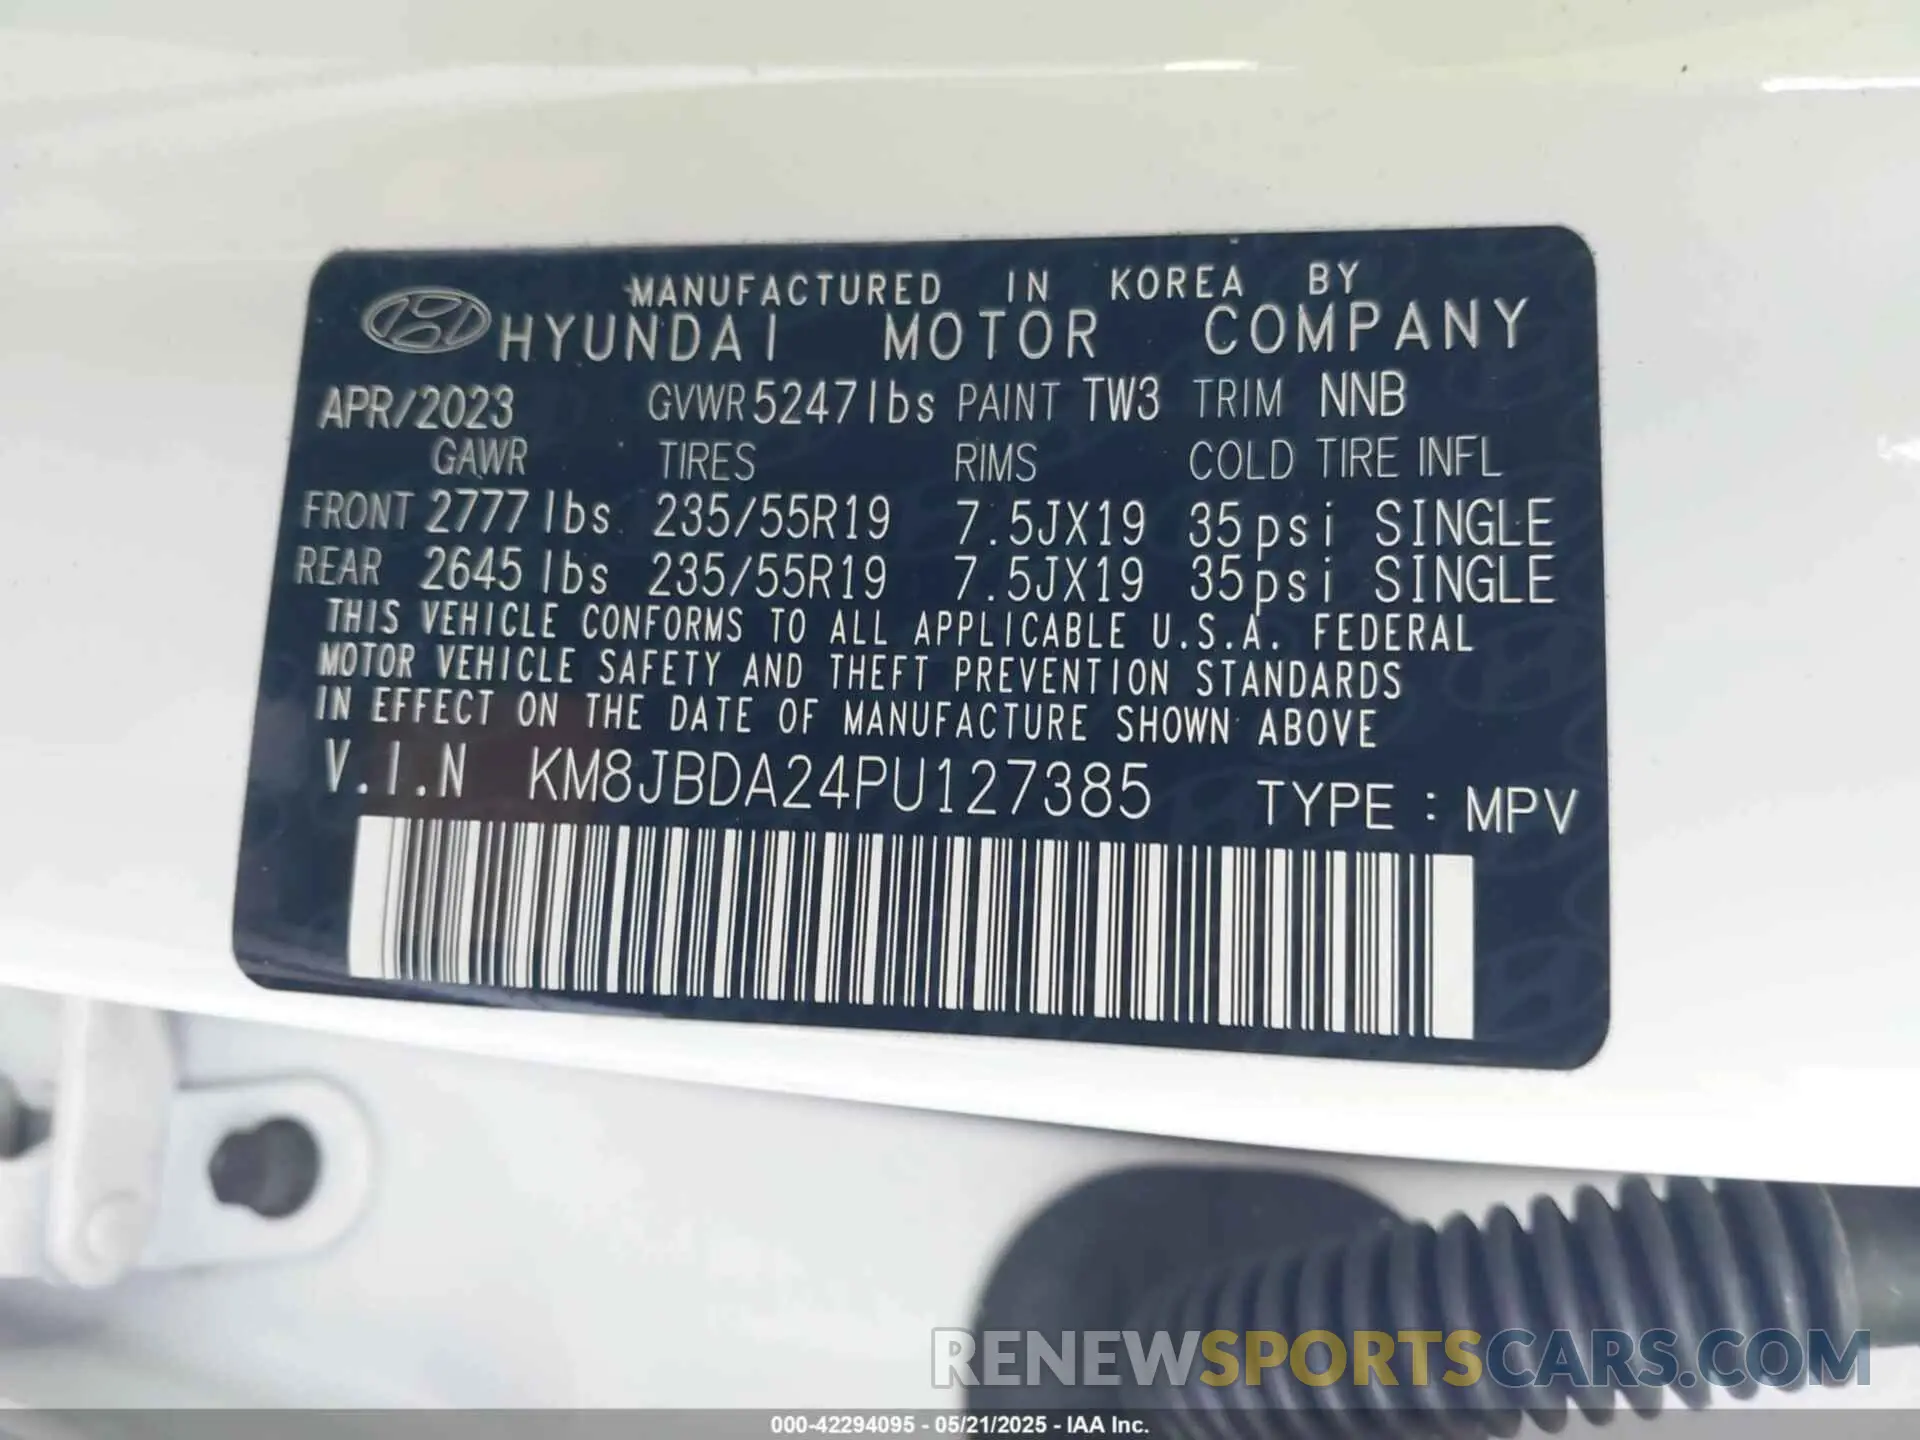 MANUFACTURED IN KOREA BY
HYUNDAI MOTOR COMPANY
APR/2023 GVWR 5247lbs PAINT TW3 TRIM NNB
GAWR TIRES RIMS COLD TIRE INFL
FRONT 2777lbs 235/55R19 7.5JX19 35psi SINGLE
REAR 2645lbs 235/55R19 7.5JX19 35psi SINGLE
THIS VEHICLE CONFORMS TO ALL APPLICABLE U.S.A. FEDERAL
MOTOR VEHICLE SAFETY AND THEFT PREVENTION STANDARDS
IN EFFECT ON THE DATE OF MANUFACTURE SHOWN ABOVE
V.I.N KM8JBDA24PU127385 TYPE : MPV
RENEWSPORTSCARS.COM
000-42294095 - 05/21/2025 - IAA Inc.